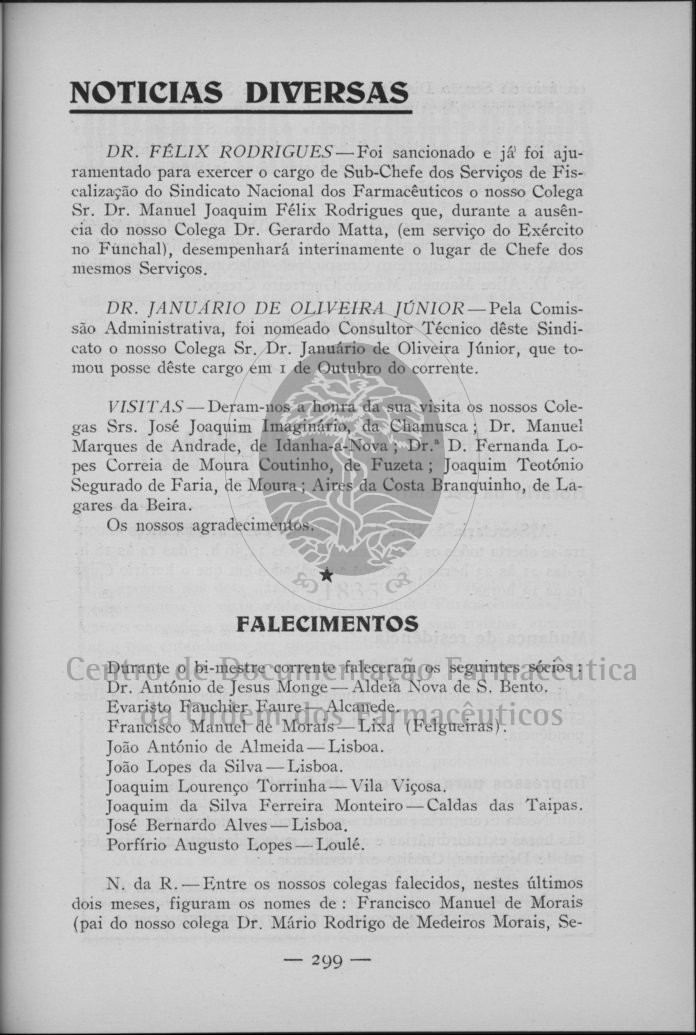 NOTICIAS DIVERSAS
DR. FÉLIX RODRIGUES—Foi sancionado e já foi aju-
ramentado para exercer o cargo de Sub-Chefe dos Serviços de Fis-
calização do Sindicato Nacional dos Farmacêuticos o nosso Colega
Sr. Dr. Manuel Joaquim Félix Rodrigues que, durante a ausên-
cia do nosso Colega Dr. Gerardo Matta, (em serviço do Exército
no Funchal), desempenhará interinamente o lugar de Chefe dos
mesmos Serviços.
DR. JANUÁRIO DE OLIVEIRA JÚNIOR—Pela Comis-
são Administrativa, foi nomeado Consultor Técnico dêste Sindi-
cato o nosso Colega Sr. Dr. Januário de Oliveira Júnior, que to-
mou posse dêste cargo em 1 de Outubro do corrente.
VISITAS—Deram-nos a honra da sua visita os nossos Cole-
gas Srs. José Joaquim Imaginário, da Chamusca; Dr. Manuel
Marques de Andrade, de Idanha-a-Nova; Dr.ª D. Fernanda Lo-
pes Correia de Moura Coutinho, de Fuzeta; Joaquim Teotónio
Segurado de Faria, de Moura; Aires da Costa Branquinho, de La-
gares da Beira.
Os nossos agradecimentos.
1835
FALECIMENTOS
Durante o bi-mestre corrente faleceram os seguintes sócios:
Centro de Documentação Farmacêutica
Dr. António de Jesus Monge—Aldeia Nova de S. Bento.
Evaristo Fauchier Faure—Alcanede.
da Ordem dos Farmacêuticos
Francisco Manuel de Morais—Lixa (Felgueiras).
João António de Almeida—Lisboa.
João Lopes da Silva—Lisboa.
Joaquim Lourenço Torrinha—Vila Viçosa.
Joaquim da Silva Ferreira Monteiro—Caldas das Taipas.
José Bernardo Alves—Lisboa.
Porfírio Augusto Lopes—Loulé.
N. da R.—Entre os nossos colegas falecidos, nestes últimos
dois meses, figuram os nomes de: Francisco Manuel de Morais
(pai do nosso colega Dr. Mário Rodrigo de Medeiros Morais, Se-
— 299 —